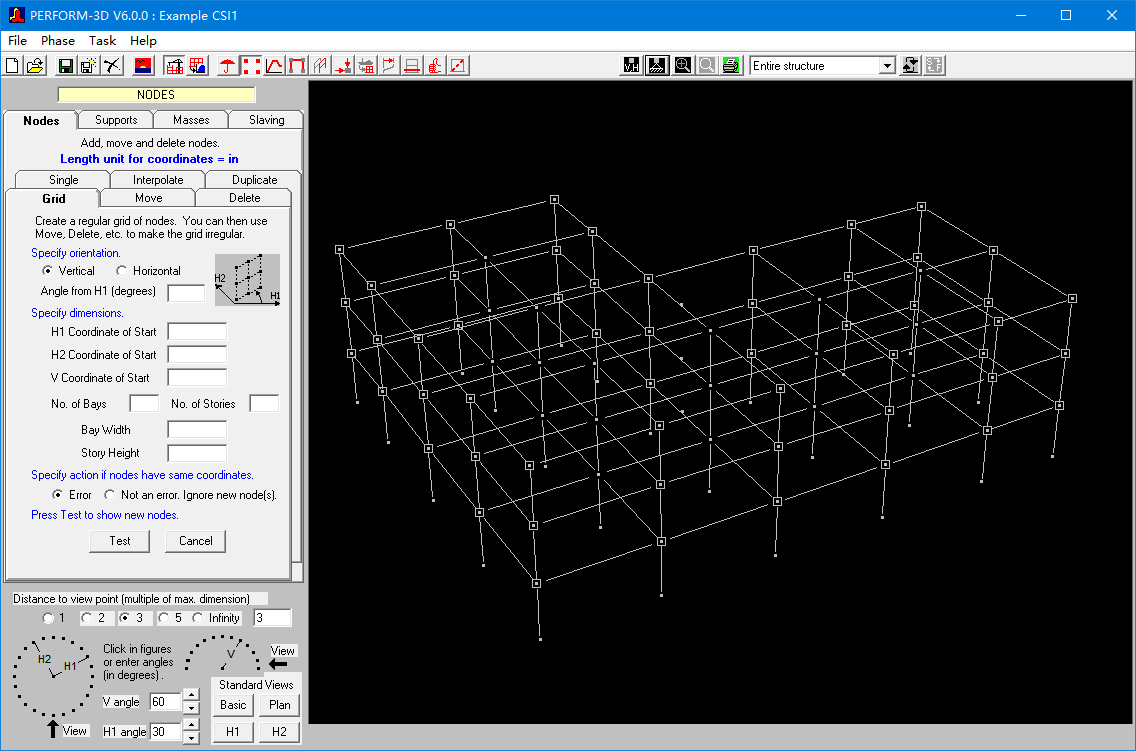 PERFORM-3D V6.0.0 : Example CSI1
File Phase Task Help
Entire structure
NODES
Nodes Supports Masses Slaving
Add, move and delete nodes.
Length unit for coordinates = in
Single Interpolate Duplicate
Grid Move Delete
Create a regular grid of nodes. You can then use
Move, Delete, etc. to make the grid irregular.
Specify orientation.
Vertical Horizontal
H2
H1
Angle from H1 (degrees)
Specify dimensions.
H1 Coordinate of Start
H2 Coordinate of Start
V Coordinate of Start
No. of Bays No. of Stories
Bay Width
Story Height
Specify action if nodes have same coordinates.
Error Not an error. Ignore new node(s).
Press Test to show new nodes.
Test Cancel
Distance to view point (multiple of max. dimension)
1 2 3 5 Infinity 3
H2 H1
Click in figures
or enter angles
(in degrees) .
V
View
V angle 60
H1 angle 30
View
Standard Views
Basic Plan
H1 H2